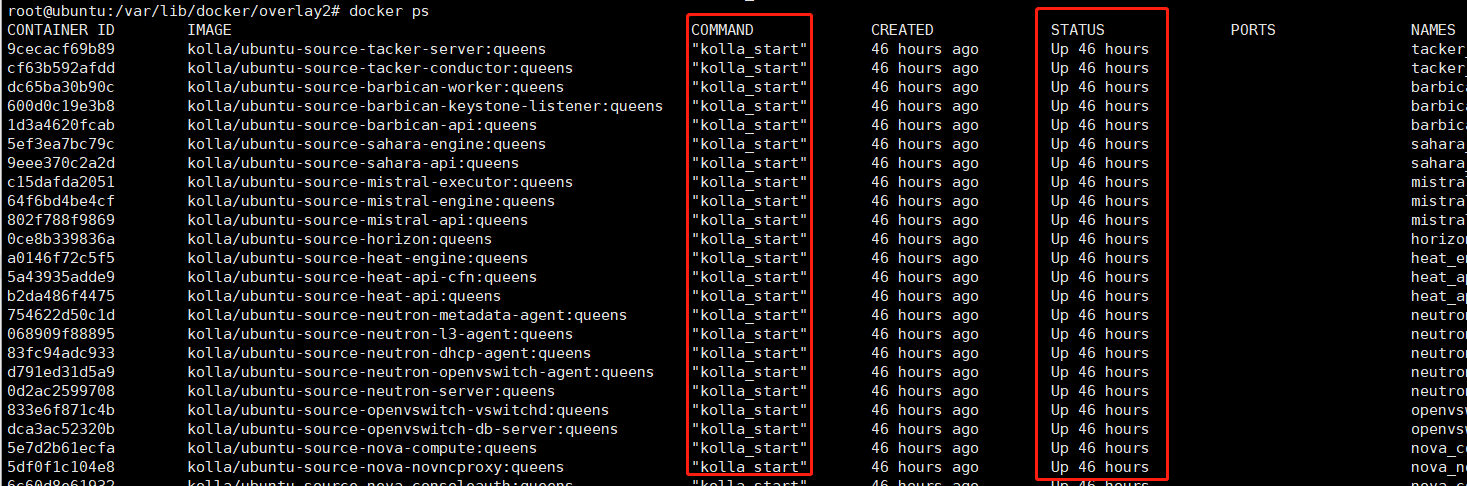 root@ubuntu:/var/lib/docker/overlay2# docker ps
CONTAINER ID IMAGE COMMAND CREATED STATUS PORTS NAMES
9cecacf69b89 kolla/ubuntu-source-tacker-server:queens "kolla_start" 46 hours ago Up 46 hours tacker_
cf63b592afdd kolla/ubuntu-source-tacker-conductor:queens "kolla_start" 46 hours ago Up 46 hours tacker_
dc65ba30b90c kolla/ubuntu-source-barbican-worker:queens "kolla_start" 46 hours ago Up 46 hours barbica
600d0c19e3b8 kolla/ubuntu-source-barbican-keystone-listener:queens "kolla_start" 46 hours ago Up 46 hours barbica
1d3a4620fcab kolla/ubuntu-source-barbican-api:queens "kolla_start" 46 hours ago Up 46 hours barbica
5ef3ea7bc79c kolla/ubuntu-source-sahara-engine:queens "kolla_start" 46 hours ago Up 46 hours sahara_
9eee370c2a2d kolla/ubuntu-source-sahara-api:queens "kolla_start" 46 hours ago Up 46 hours sahara_
c15dafda2051 kolla/ubuntu-source-mistral-executor:queens "kolla_start" 46 hours ago Up 46 hours mistral
64f6bd4be4cf kolla/ubuntu-source-mistral-engine:queens "kolla_start" 46 hours ago Up 46 hours mistral
802f788f9869 kolla/ubuntu-source-mistral-api:queens "kolla_start" 46 hours ago Up 46 hours mistral
0ce8b339836a kolla/ubuntu-source-horizon:queens "kolla_start" 46 hours ago Up 46 hours horizon
a0146f72c5f5 kolla/ubuntu-source-heat-engine:queens "kolla_start" 46 hours ago Up 46 hours heat_en
5a43935adde9 kolla/ubuntu-source-heat-api-cfn:queens "kolla_start" 46 hours ago Up 46 hours heat_ap
b2da486f4475 kolla/ubuntu-source-heat-api:queens "kolla_start" 46 hours ago Up 46 hours heat_ap
754622d50c1d kolla/ubuntu-source-neutron-metadata-agent:queens "kolla_start" 46 hours ago Up 46 hours neutron
068909f88895 kolla/ubuntu-source-neutron-l3-agent:queens "kolla_start" 46 hours ago Up 46 hours neutron
83fc94adc933 kolla/ubuntu-source-neutron-dhcp-agent:queens "kolla_start" 46 hours ago Up 46 hours neutron
d791ed31d5a9 kolla/ubuntu-source-neutron-openvswitch-agent:queens "kolla_start" 46 hours ago Up 46 hours neutron
0d2ac2599708 kolla/ubuntu-source-neutron-server:queens "kolla_start" 46 hours ago Up 46 hours neutron
833e6f871c4b kolla/ubuntu-source-openvswitch-vswitchd:queens "kolla_start" 46 hours ago Up 46 hours openvsw
dca3ac52320b kolla/ubuntu-source-openvswitch-db-server:queens "kolla_start" 46 hours ago Up 46 hours openvsw
5e7d2b61ecfa kolla/ubuntu-source-nova-compute:queens "kolla_start" 46 hours ago Up 46 hours nova_co
5df0f1c104e8 kolla/ubuntu-source-nova-novncproxy:queens "kolla_start" 46 hours ago Up 46 hours nova_no
6c60d8e61932 kolla/ubuntu-source-nova-consoleauth:queens "kolla_start" 46 hours ago Up 46 hours